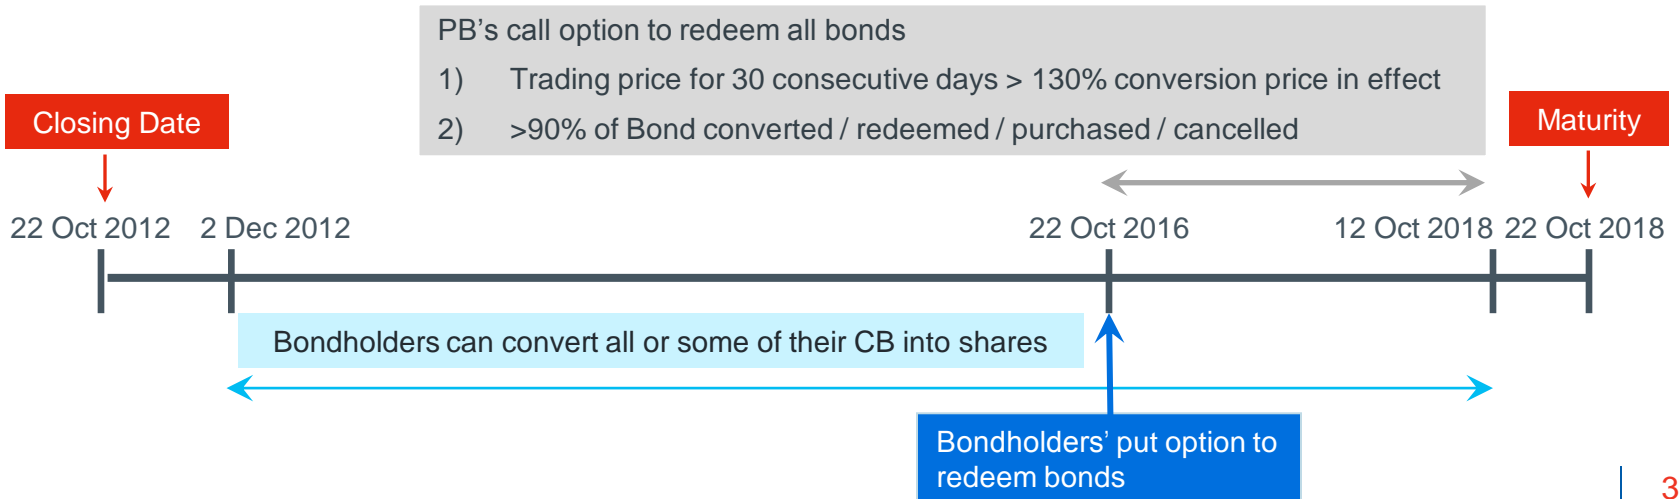 PB’s call option to redeem all bonds
1) Trading price for 30 consecutive days > 130% conversion price in effect
2) >90% of Bond converted / redeemed / purchased / cancelled
Closing Date
Maturity
22 Oct 2012 2 Dec 2012 22 Oct 2016 12 Oct 2018 22 Oct 2018
Bondholders can convert all or some of their CB into shares
Bondholders’ put option to
redeem bonds
3